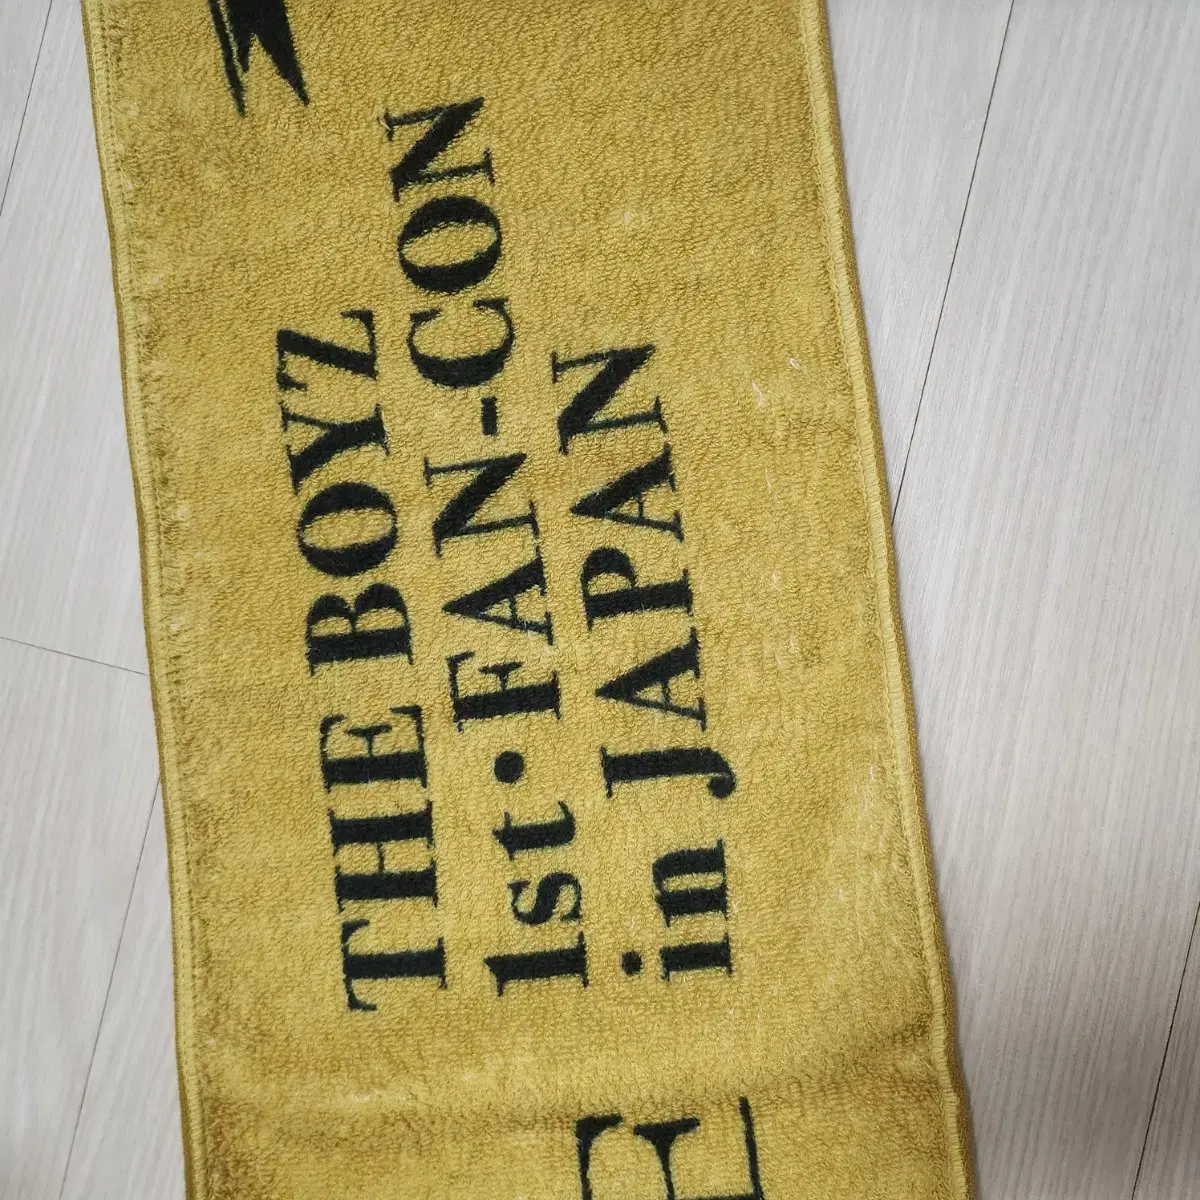 THE BOYZ
1st・FAN-CON
in JAPAN